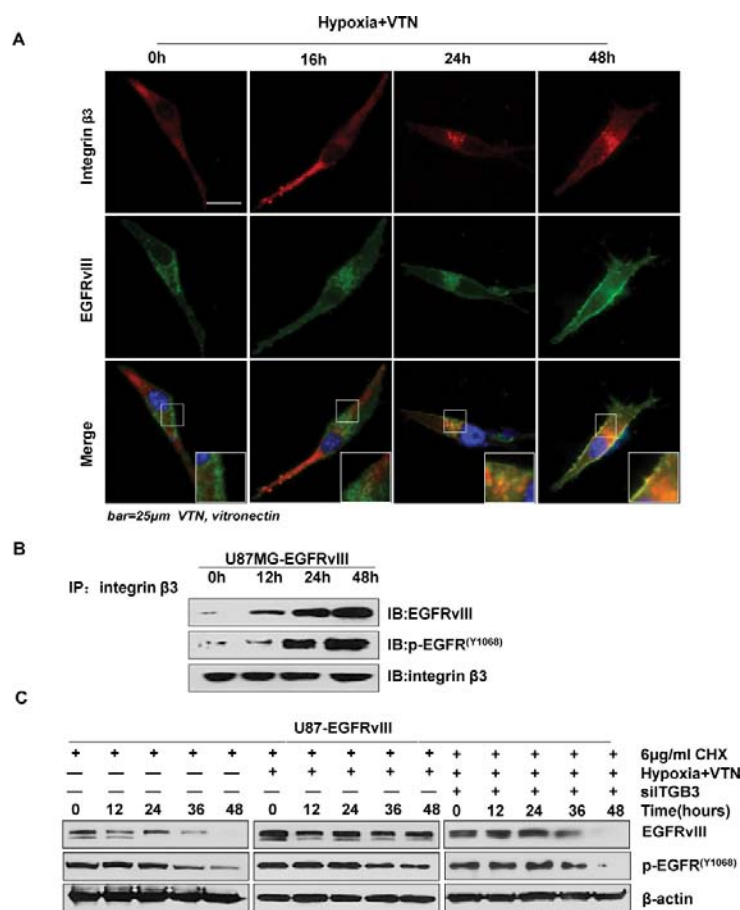 Hypoxia+VTN
A
0h 16h 24h 48h
Integrin β3
EGFRvIII
Merge
bar=25µm VTN, vitronectin
B
U87MG-EGFRvIII
0h 12h 24h 48h
IP: integrin β3
IB:EGFRvIII
IB:p-EGFR(Y1068)
IB:integrin β3
C
U87-EGFRvIII
+ + + + + + + + + + + + + + + 6µg/ml CHX
— — — — — + + + + + + + + + + Hypoxia+VTN
— — — — — — — — — — + + + + + siITGB3
0 12 24 36 48 0 12 24 36 48 0 12 24 36 48 Time(hours)
EGFRvIII
p-EGFR(Y1068)
β-actin